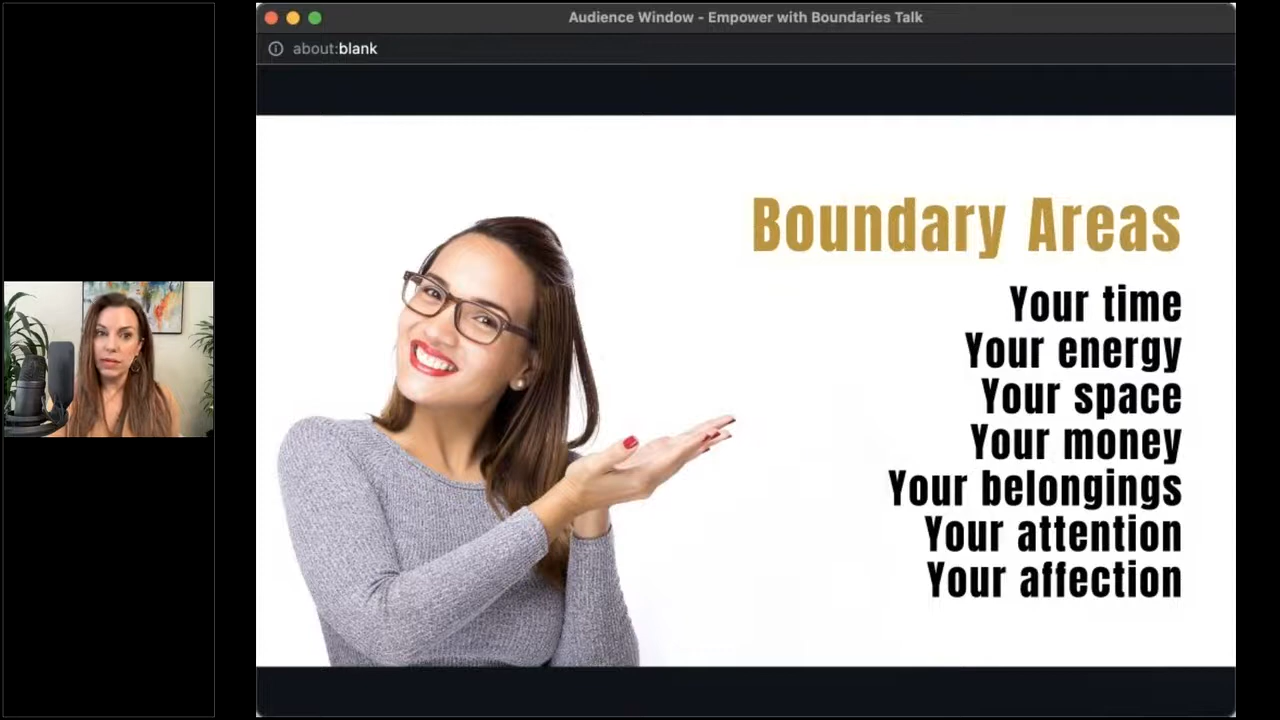 Audience Window - Empower with Boundaries Talk
about:blank
Boundary Areas
Your time
Your energy
Your space
Your money
Your belongings
Your attention
Your affection